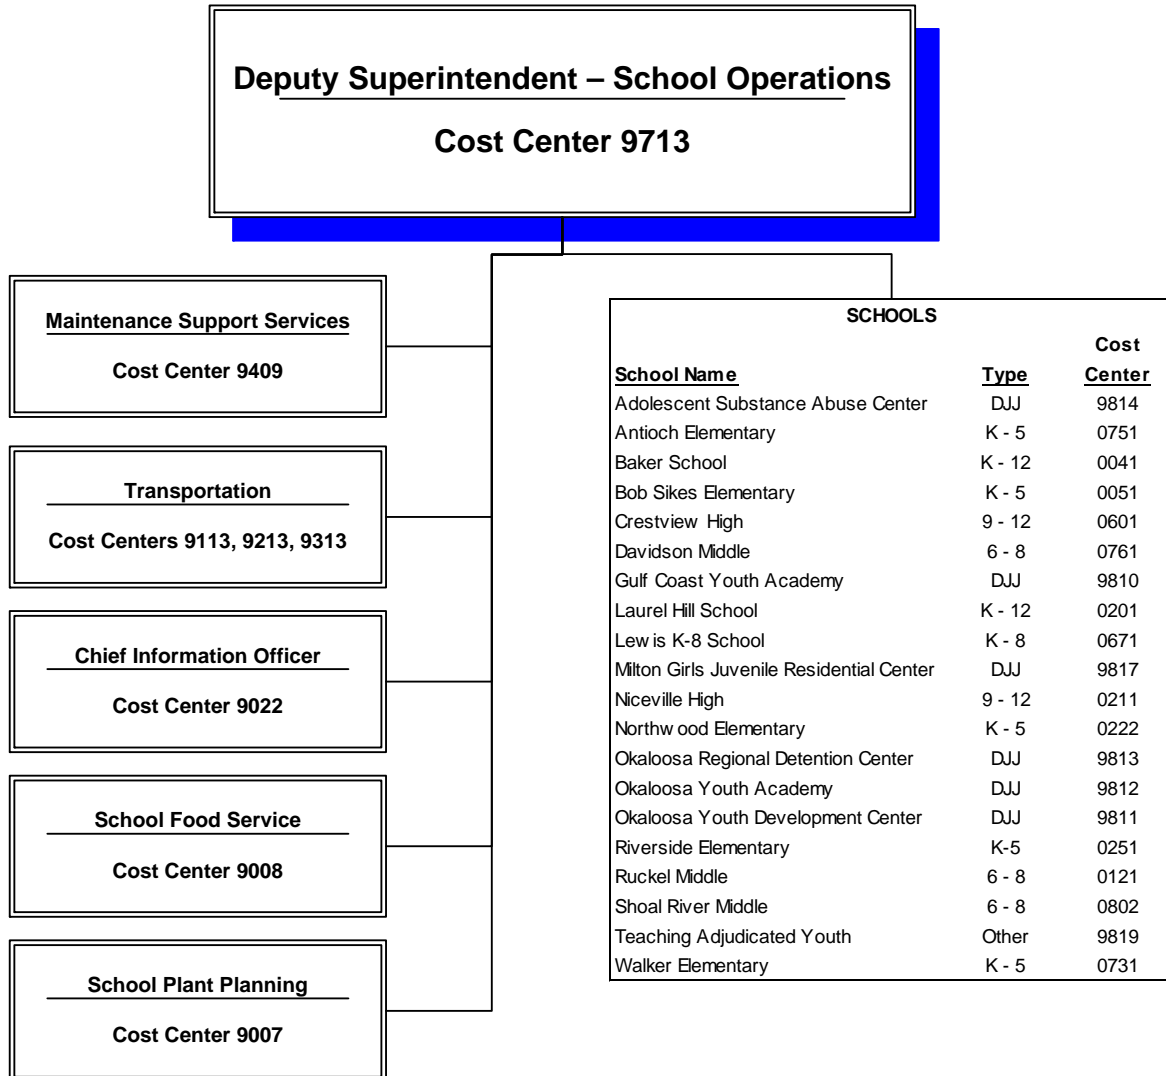 Deputy Superintendent – School Operations
Cost Center 9713
Maintenance Support Services
Cost Center 9409
Transportation
Cost Centers 9113, 9213, 9313
Chief Information Officer
Cost Center 9022
School Food Service
Cost Center 9008
School Plant Planning
Cost Center 9007
SCHOOLS
Cost
School Name Type Center
Adolescent Substance Abuse Center DJJ 9814
Antioch Elementary K - 5 0751
Baker School K - 12 0041
Bob Sikes Elementary K - 5 0051
Crestview High 9 - 12 0601
Davidson Middle 6 - 8 0761
Gulf Coast Youth Academy DJJ 9810
Laurel Hill School K - 12 0201
Lewis K-8 School K - 8 0671
Milton Girls Juvenile Residential Center DJJ 9817
Niceville High 9 - 12 0211
Northwood Elementary K - 5 0222
Okaloosa Regional Detention Center DJJ 9813
Okaloosa Youth Academy DJJ 9812
Okaloosa Youth Development Center DJJ 9811
Riverside Elementary K-5 0251
Ruckel Middle 6 - 8 0121
Shoal River Middle 6 - 8 0802
Teaching Adjudicated Youth Other 9819
Walker Elementary K - 5 0731